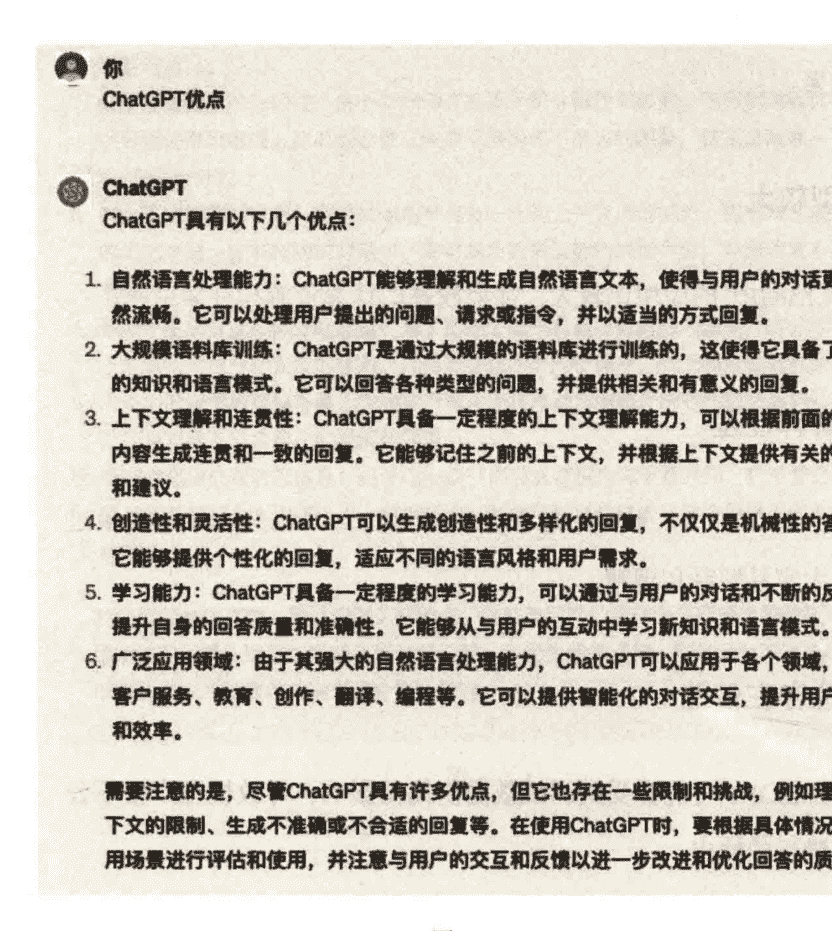 你
ChatGPT优点
ChatGPT
ChatGPT具有以下几个优点：
1. 自然语言处理能力：ChatGPT能够理解和生成自然语言文本，使得与用户的对话更
然流畅。它可以处理用户提出的问题、请求或指令，并以适当的方式回复。
2. 大规模语料库训练：ChatGPT是通过大规模的语料库进行训练的，这使得它具备了
的知识和语言模式。它可以回答各种类型的问题，并提供相关和有意义的回复。
3. 上下文理解和连贯性：ChatGPT具备一定程度的上下文理解能力，可以根据前面的
内容生成连贯和一致的回复。它能够记住之前的上下文，并根据上下文提供有关的
和建议。
4. 创造性和灵活性：ChatGPT可以生成创造性和多样化的回复，不仅仅是机械性的答
它能够提供个性化的回复，适应不同的语言风格和用户需求。
5. 学习能力：ChatGPT具备一定程度的学习能力，可以通过与用户的对话和不断的反
提升自身的回答质量和准确性。它能够从与用户的互动中学习新知识和语言模式。
6. 广泛应用领域：由于其强大的自然语言处理能力，ChatGPT可以应用于各个领域，
客户服务、教育、创作、翻译、编程等。它可以提供智能化的对话交互，提升用户
和效率。
需要注意的是，尽管ChatGPT具有许多优点，但它也存在一些限制和挑战，例如理
下文的限制、生成不准确或不合适的回复等。在使用ChatGPT时，要根据具体情况
用场景进行评估和使用，并注意与用户的交互和反馈以进一步改进和优化回答的质